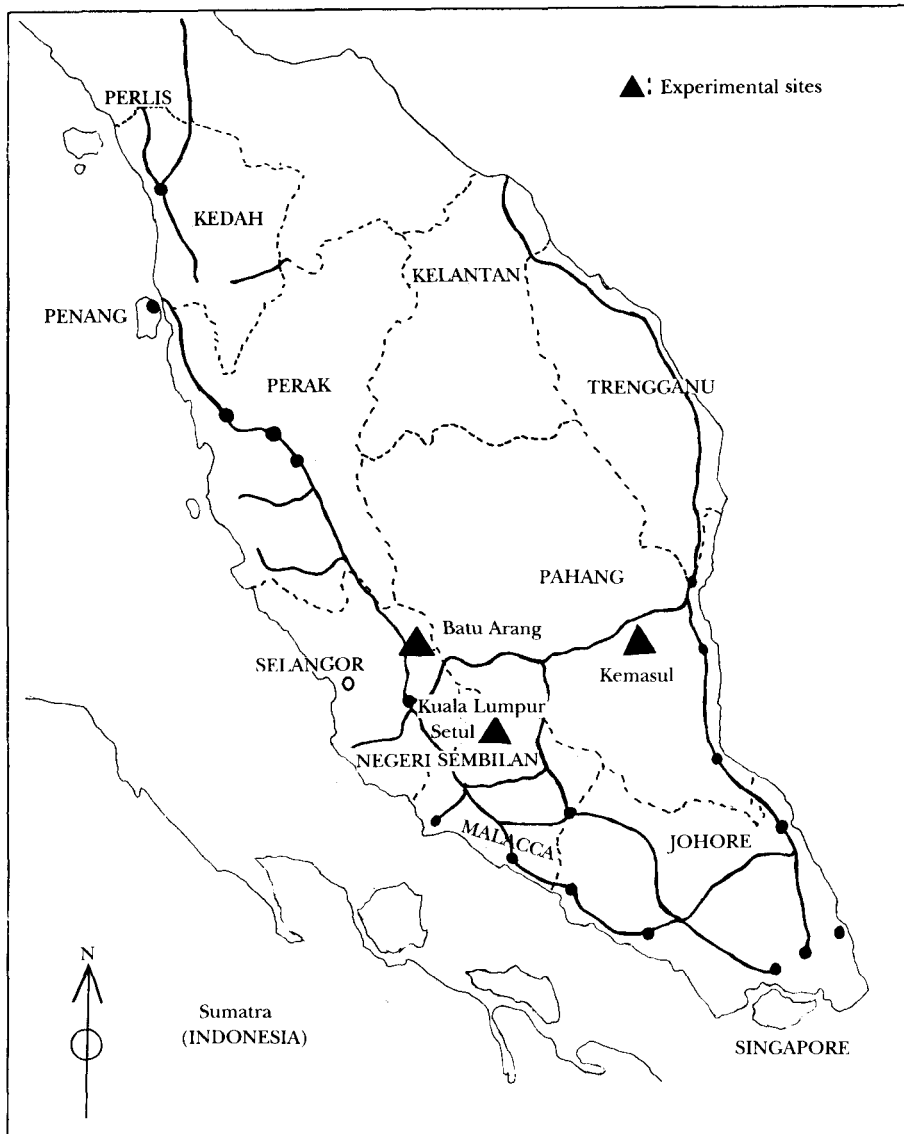 ▲: Experimental sites
PERLIS
KEDAH
KELANTAN
PENANG
PERAK
TRENGGANU
PAHANG
Batu Arang
SELANGOR
Kemasul
Kuala Lumpur
Setul
NEGERI SEMBILAN
MALACCA
JOHORE
N
Sumatra
(INDONESIA)
SINGAPORE